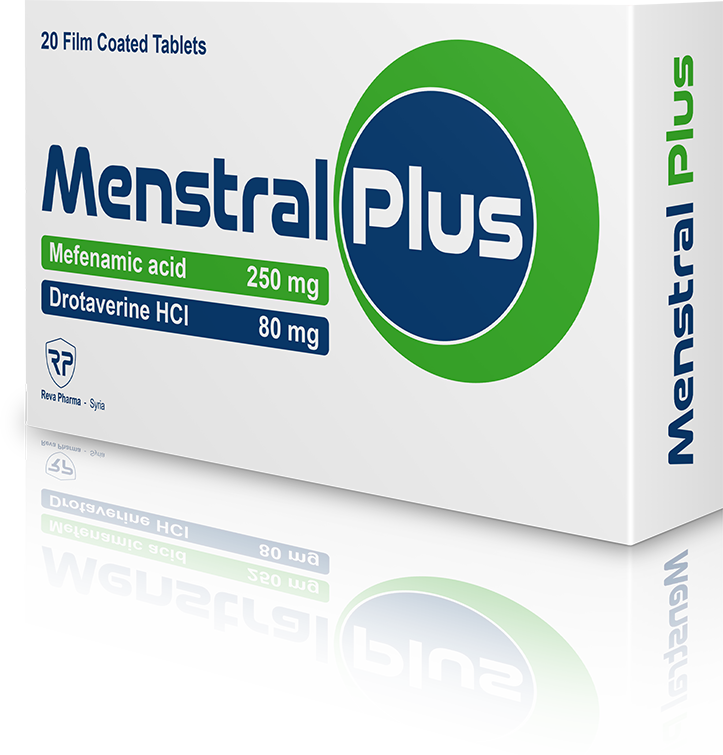 20 Film Coated Tablets
Menstral Plus
Mefenamic acid 250 mg
Drotaverine HCl 80 mg
RP
Reva Pharma - Syria
Menstral Plus